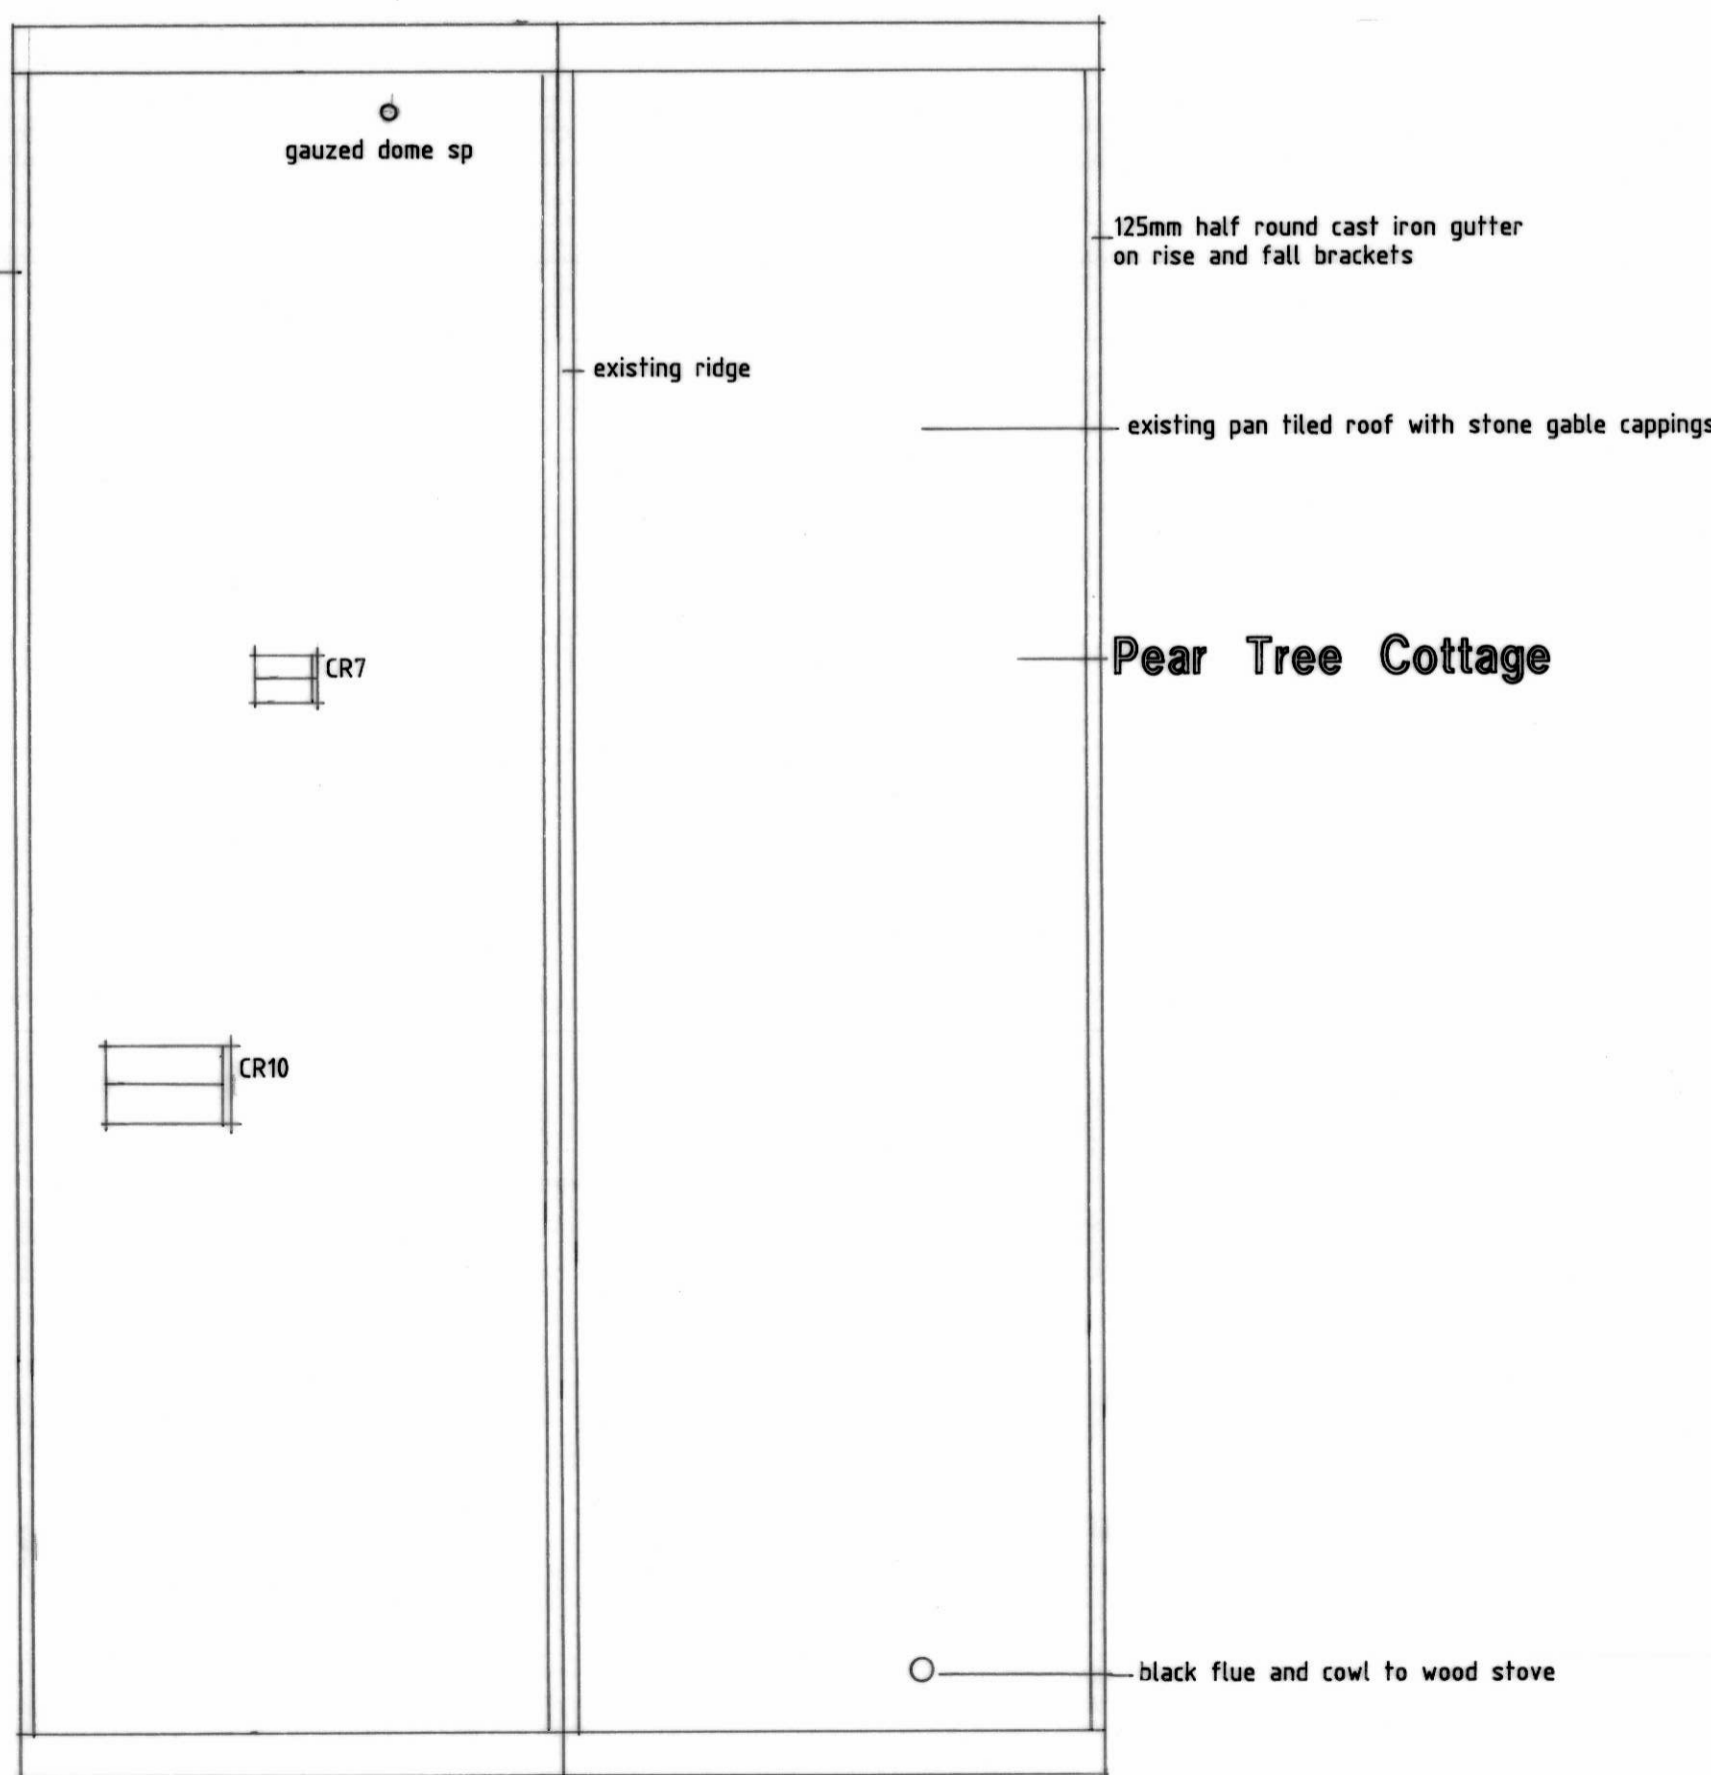 gauzed dome sp
125mm half round cast iron gutter
on rise and fall brackets
existing ridge
existing pan tiled roof with stone gable cappings
Pear Tree Cottage
CR7
CR10
black flue and cowl to wood stove